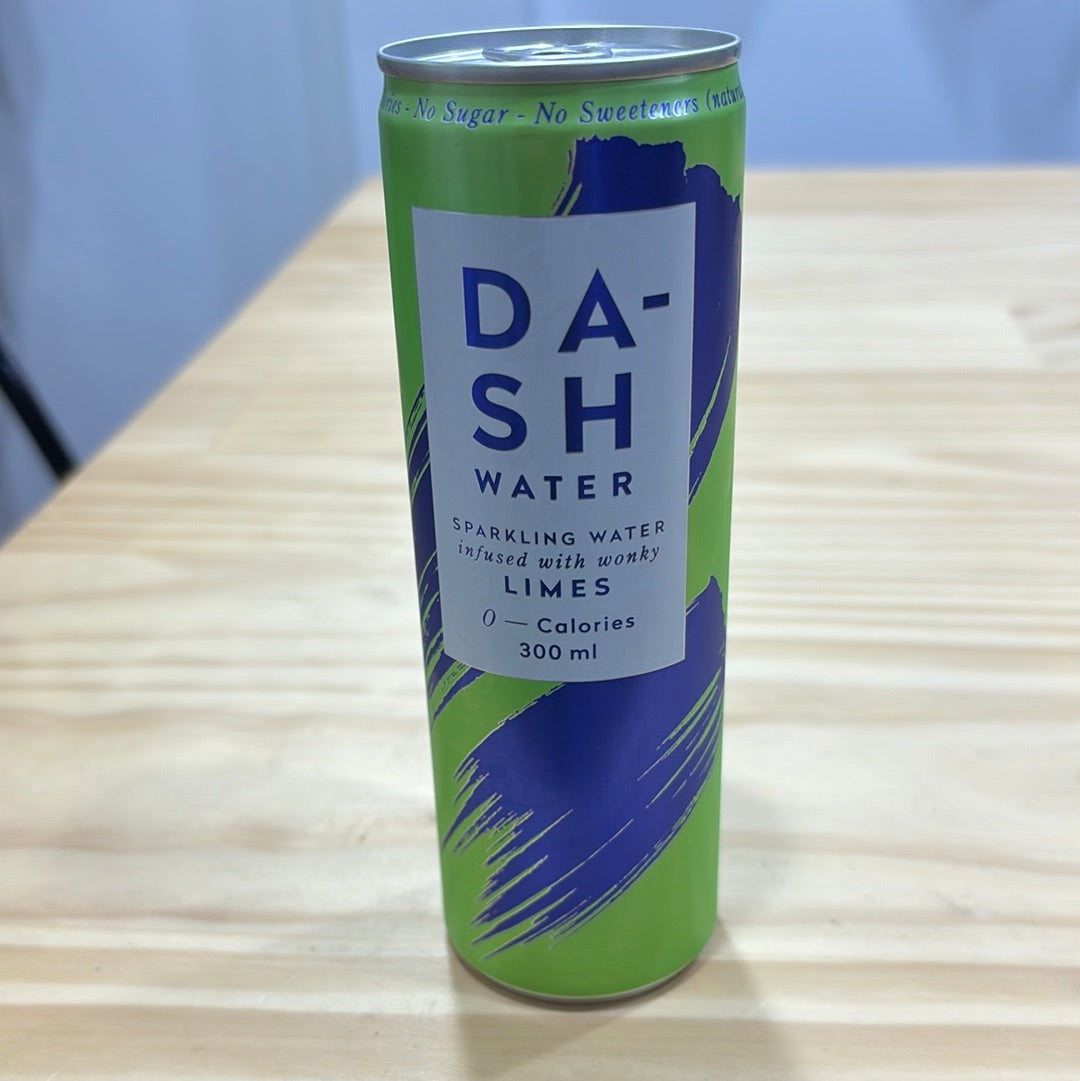 - No Sugar - No Sweeteners
DA-
SH
WATER
SPARKLING WATER
infused with wonky
LIMES
0 — Calories
300 ml